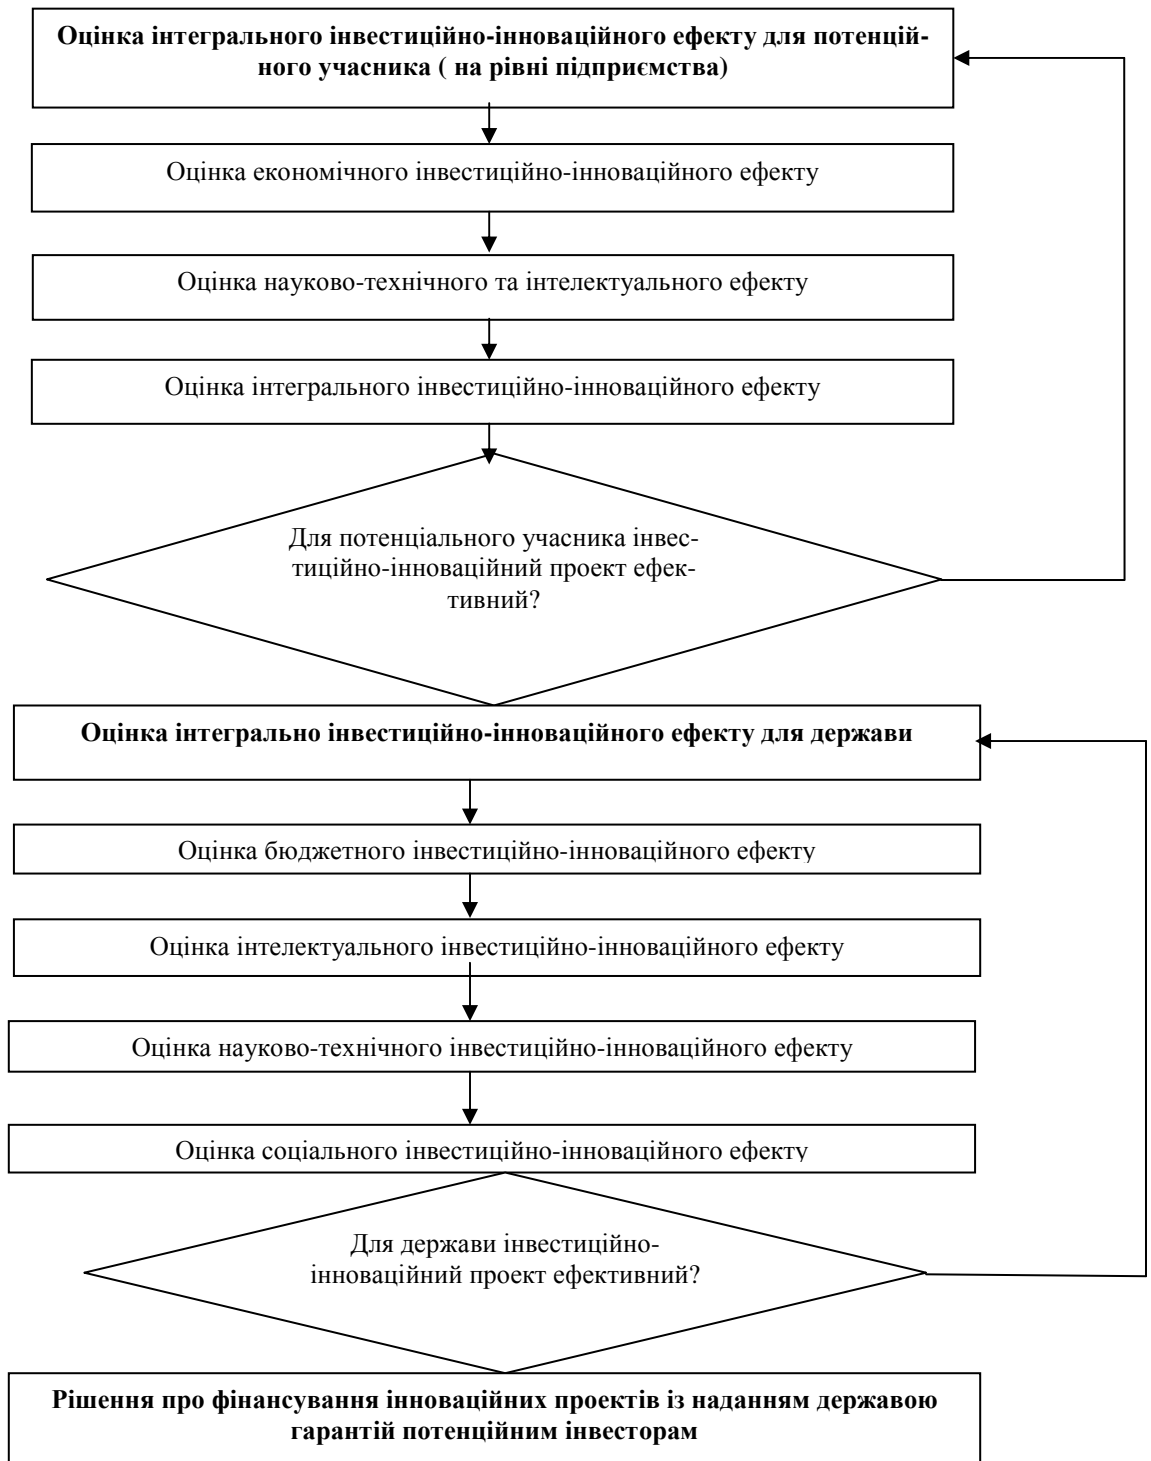 Оцінка інтегрального інвестиційно-інноваційного ефекту для потенцій-
ного учасника ( на рівні підприємства)
Оцінка економічного інвестиційно-інноваційного ефекту
Оцінка науково-технічного та інтелектуального ефекту
Оцінка інтегрального інвестиційно-інноваційного ефекту
Для потенціального учасника інвес-
тиційно-інноваційний проект ефек-
тивний?
Оцінка інтегрально інвестиційно-інноваційного ефекту для держави
Оцінка бюджетного інвестиційно-інноваційного ефекту
Оцінка інтелектуального інвестиційно-інноваційного ефекту
Оцінка науково-технічного інвестиційно-інноваційного ефекту
Оцінка соціального інвестиційно-інноваційного ефекту
Для держави інвестиційно-
інноваційний проект ефективний?
Рішення про фінансування інноваційних проектів із наданням державою
гарантій потенційним інвесторам